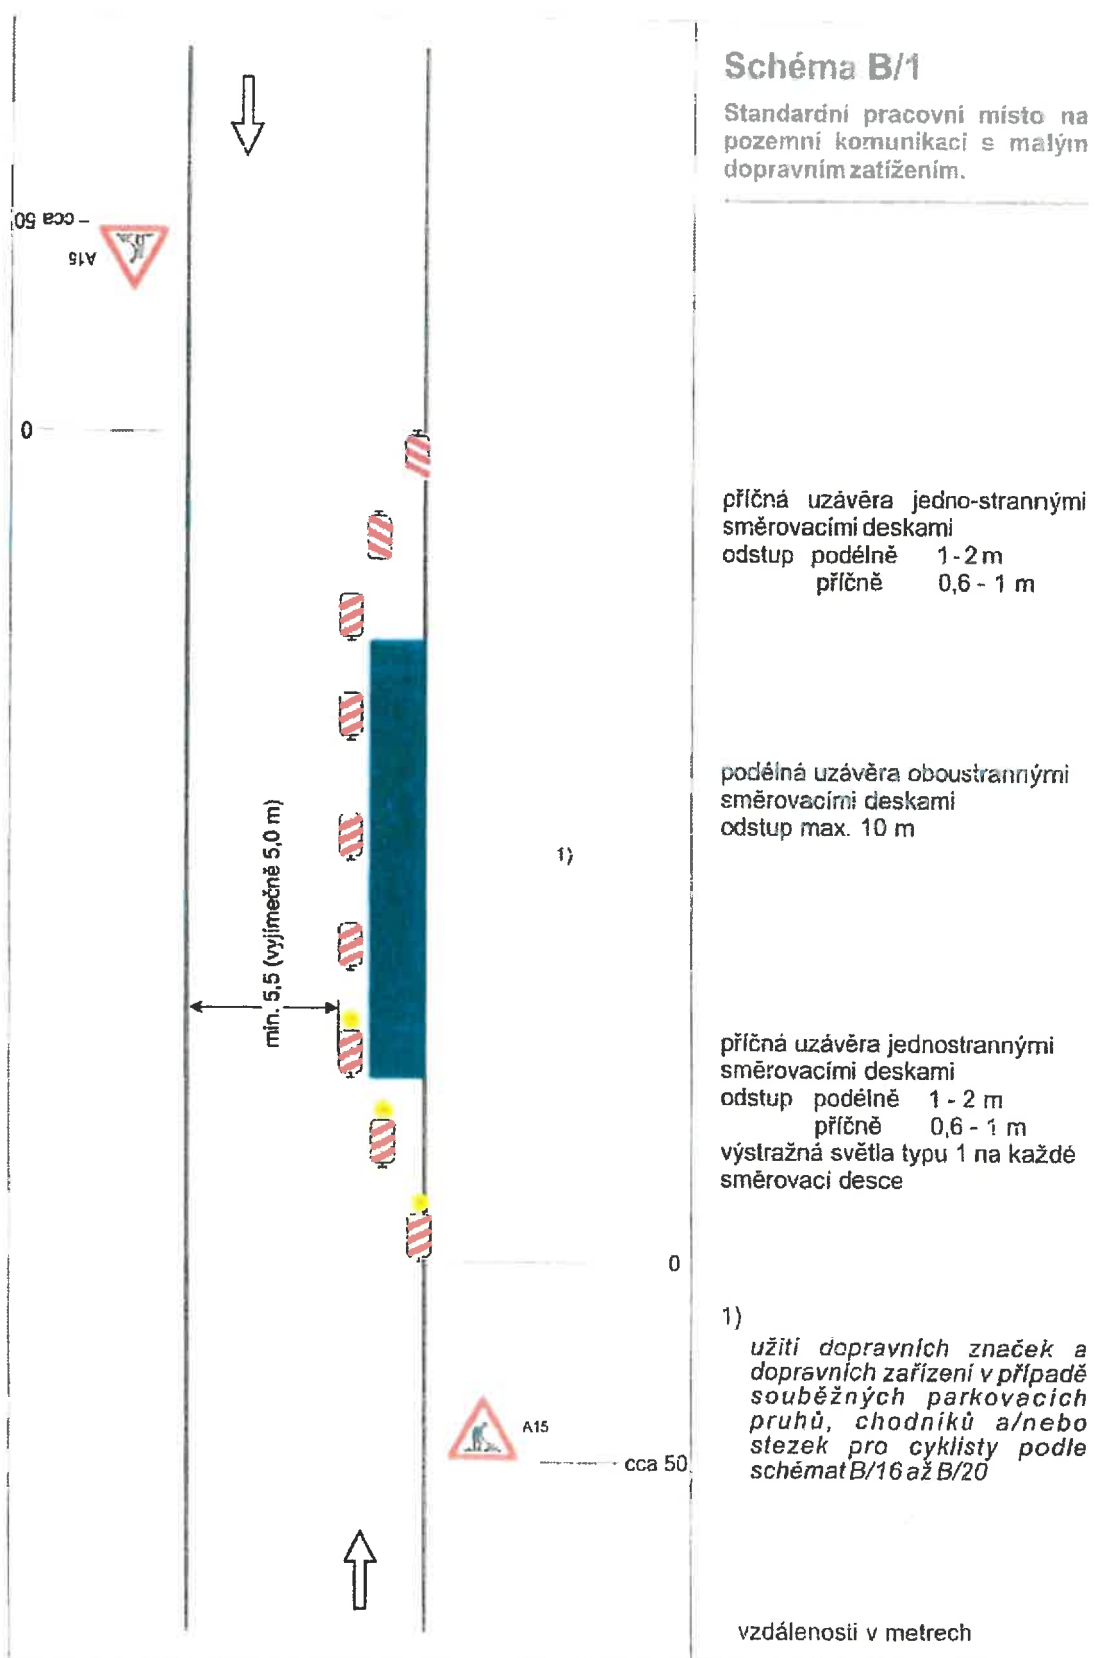 Schéma B/1
Standardní pracovní místo na
pozemní komunikaci s malým
dopravním zatížením.
cca 50
A15
0
příčná uzávěra jedno-strannými
směrovacími deskami
odstup podélně 1-2 m
příčně 0,6 - 1 m
podélná uzávěra oboustrannými
směrovacími deskami
odstup max. 10 m
1)
min. 5,5 (vyjímečně 5,0 m)
příčná uzávěra jednostrannými
směrovacími deskami
odstup podélně 1 - 2 m
příčně 0,6 - 1 m
výstražná světla typu 1 na každé
směrovací desce
0
1)
užití dopravních značek a
dopravních zařízení v případě
souběžných parkovacích
pruhů, chodníků a/nebo
stezek pro cyklisty podle
schémat B/16 až B/20
A15
cca 50
vzdálenosti v metrech